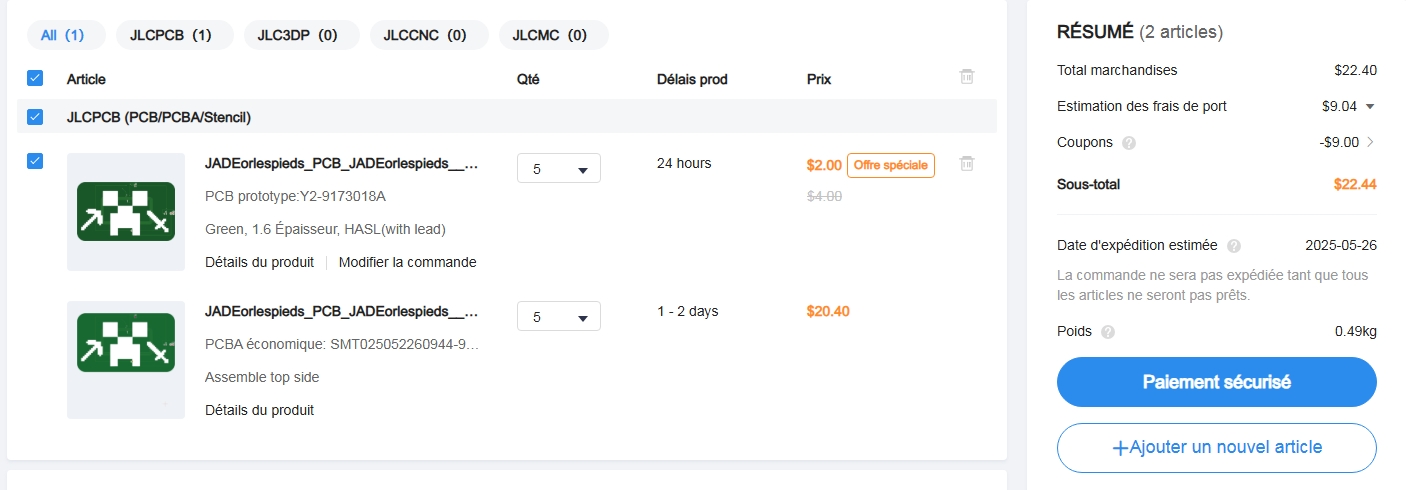 All (1) JLCPCB (1) JLC3DP (0) JLCCNC (0) JLCMC (0)
Article Qté Délais prod Prix
JLCPCB (PCB/PCBA/Stencil)
JADEorlespieds_PCB_JADEorlespieds__... 5 24 hours $2.00 Offre spéciale
PCB prototype:Y2-9173018A $4.00
Green, 1.6 Épaisseur, HASL(with lead)
Détails du produit Modifier la commande
JADEorlespieds_PCB_JADEorlespieds__... 5 1 - 2 days $20.40
PCBA économique: SMT025052260944-9...
Assemble top side
Détails du produit
RÉSUMÉ (2 articles)
Total marchandises $22.40
Estimation des frais de port $9.04
Coupons ? -$9.00
Sous-total $22.44
Date d'expédition estimée ? 2025-05-26
La commande ne sera pas expédiée tant que tous
les articles ne seront pas prêts.
Poids ? 0.49kg
Paiement sécurisé
+Ajouter un nouvel article